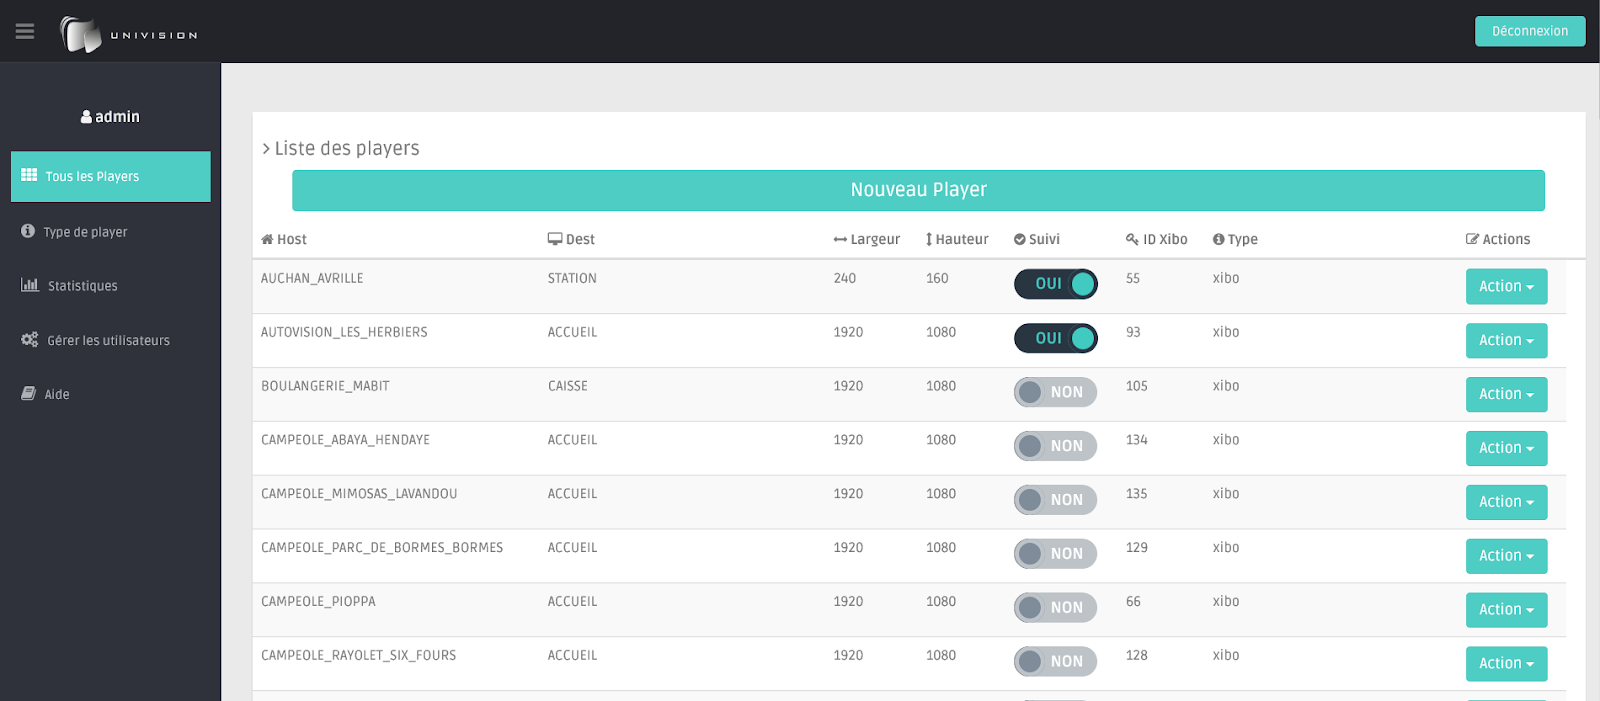 UNIVISION
Déconnexion
admin
Tous les Players
Type de player
Statistiques
Gérer les utilisateurs
Aide
> Liste des players
Nouveau Player
Host Dest Largeur Hauteur Suivi ID Xibo Type Actions
AUCHAN_AVRILLE STATION 240 160 OUI 55 xibo Action
AUTOVISION_LES_HERBIERS ACCUEIL 1920 1080 OUI 93 xibo Action
BOULANGERIE_MABIT CAISSE 1920 1080 NON 105 xibo Action
CAMPEOLE_ABAYA_HENDAYE ACCUEIL 1920 1080 NON 134 xibo Action
CAMPEOLE_MIMOSAS_LAVANDOU ACCUEIL 1920 1080 NON 135 xibo Action
CAMPEOLE_PARC_DE_BORMES_BORMES ACCUEIL 1920 1080 NON 129 xibo Action
CAMPEOLE_PIOPPA ACCUEIL 1920 1080 NON 66 xibo Action
CAMPEOLE_RAYOLET_SIX_FOURS ACCUEIL 1920 1080 NON 128 xibo Action